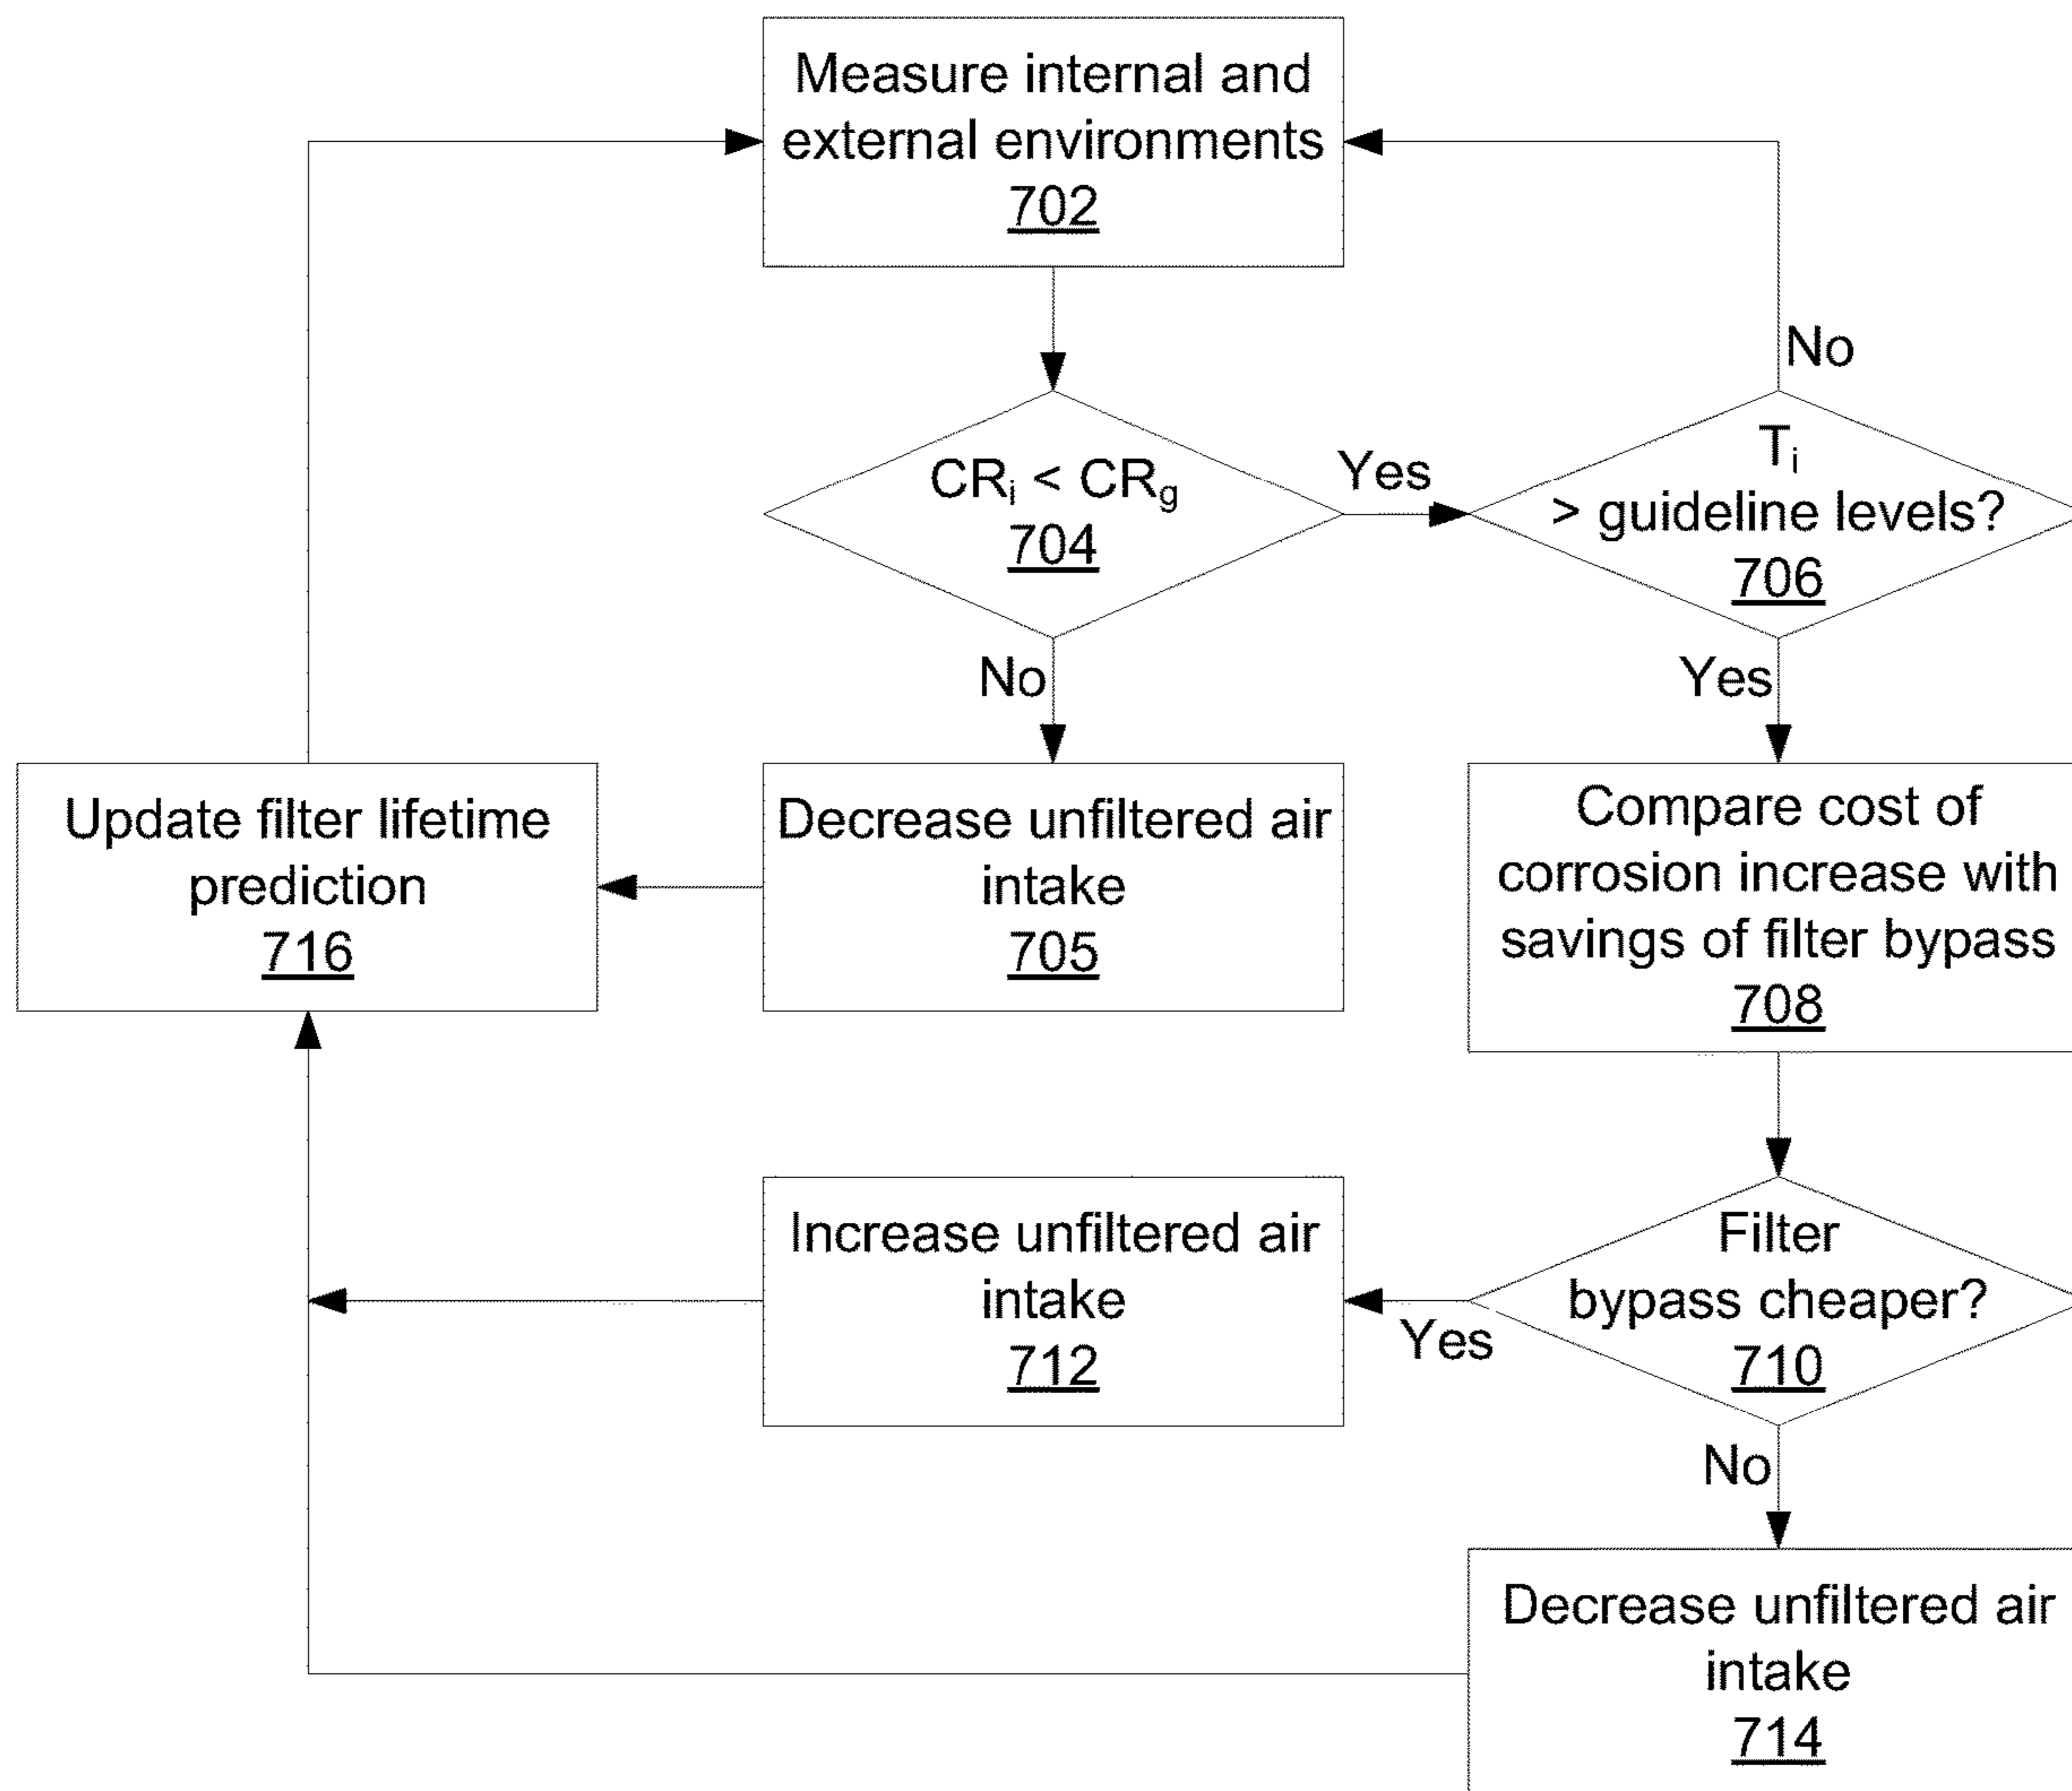 Measure internal and
external environments
702
No
CRi < CRg
704
Yes
Ti
> guideline levels?
706
No
Yes
Update filter lifetime
prediction
716
Decrease unfiltered air
intake
705
Compare cost of
corrosion increase with
savings of filter bypass
708
Increase unfiltered air
intake
712
Yes
Filter
bypass cheaper?
710
No
Decrease unfiltered air
intake
714